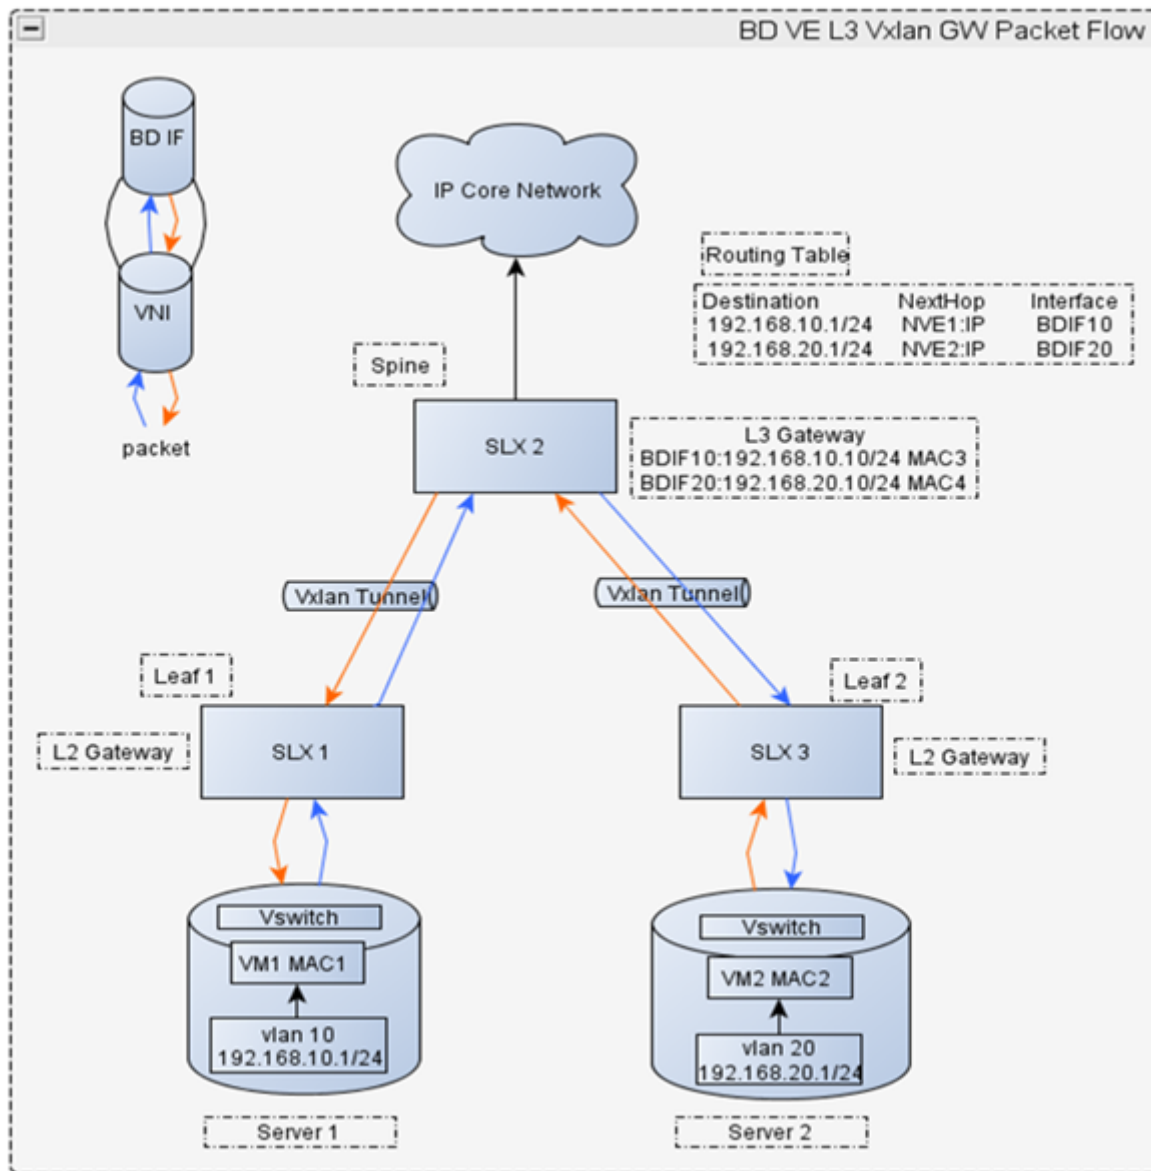 BD VE L3 Vxlan GW Packet Flow
BD IF
VNI
packet
IP Core Network
Routing Table
Destination NextHop Interface
192.168.10.1/24 NVE1:IP BDIF10
192.168.20.1/24 NVE2:IP BDIF20
Spine
SLX 2
L3 Gateway
BDIF10:192.168.10.10/24 MAC3
BDIF20:192.168.20.10/24 MAC4
Vxlan Tunnel
Vxlan Tunnel
Leaf 1
Leaf 2
L2 Gateway
SLX 1
SLX 3
L2 Gateway
Vswitch
VM1 MAC1
vlan 10
192.168.10.1/24
Server 1
Vswitch
VM2 MAC2
vlan 20
192.168.20.1/24
Server 2